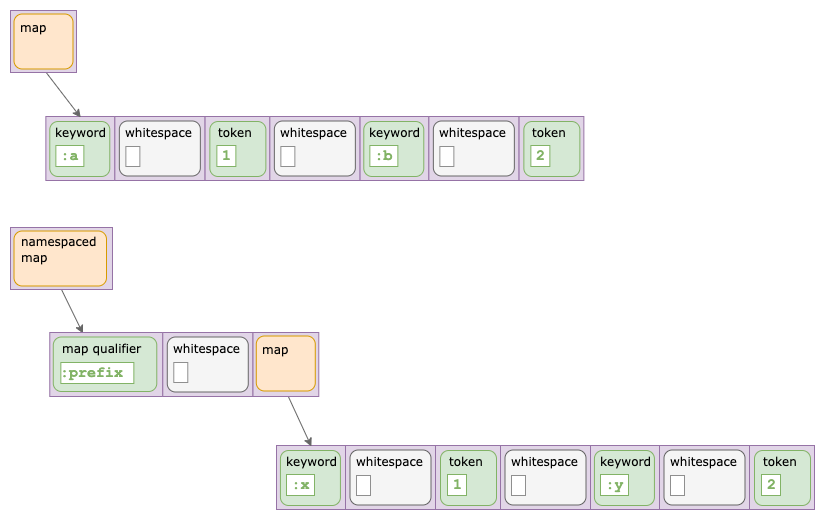 map
keyword whitespace token whitespace keyword whitespace token
:a 1 :b 2
namespaced
map
map qualifier whitespace map
:prefix
keyword whitespace token whitespace keyword whitespace token
:x 1 :y 2